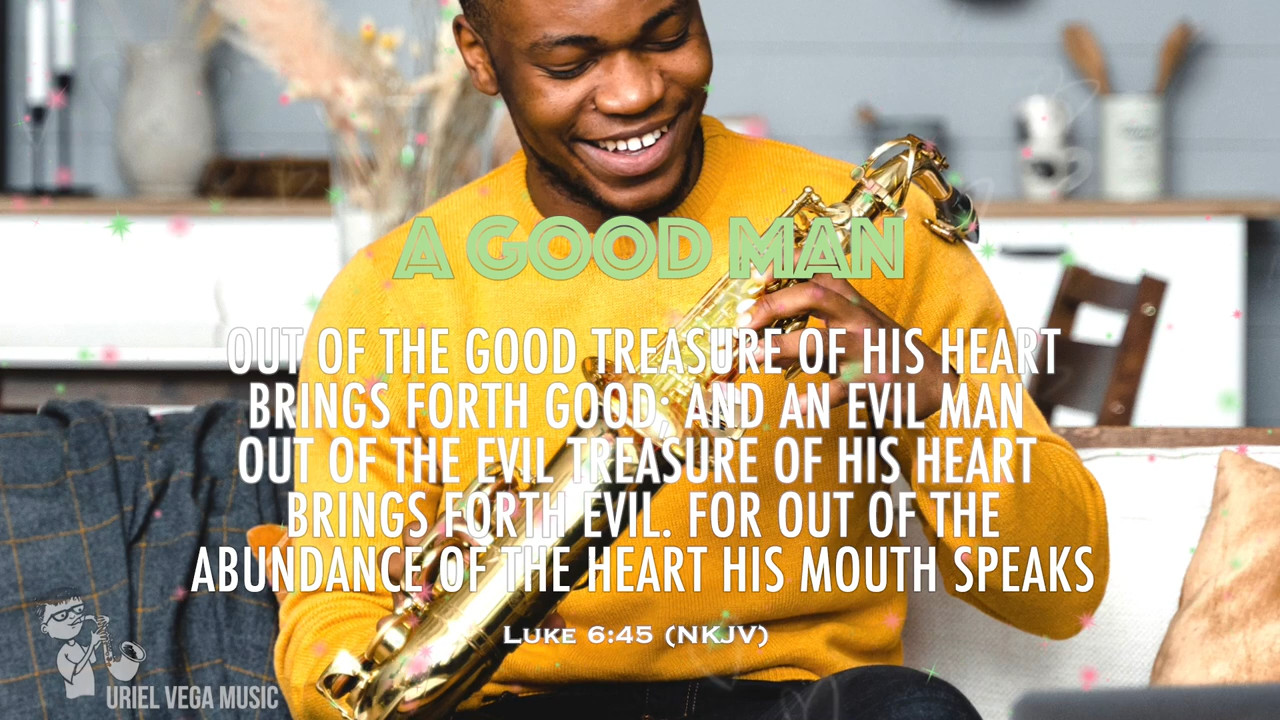 A GOOD MAN
OUT OF THE GOOD TREASURE OF HIS HEART
BRINGS FORTH GOOD; AND AN EVIL MAN
OUT OF THE EVIL TREASURE OF HIS HEART
BRINGS FORTH EVIL. FOR OUT OF THE
ABUNDANCE OF THE HEART HIS MOUTH SPEAKS
Luke 6:45 (NKJV)
URIEL VEGA MUSIC